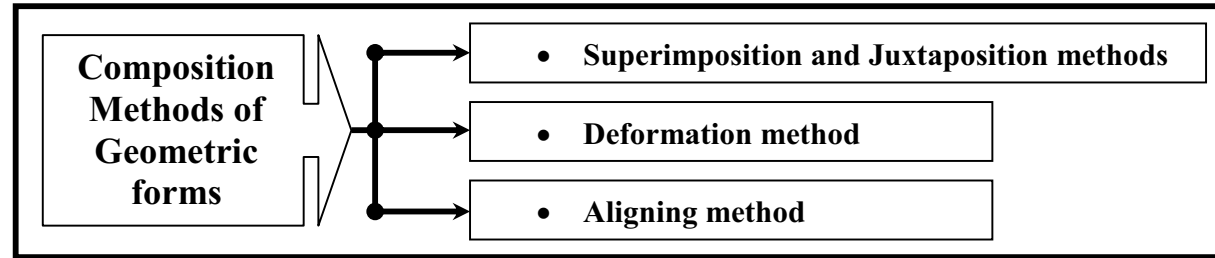 Composition
Methods of
Geometric
forms
• Superimposition and Juxtaposition methods
• Deformation method
• Aligning method